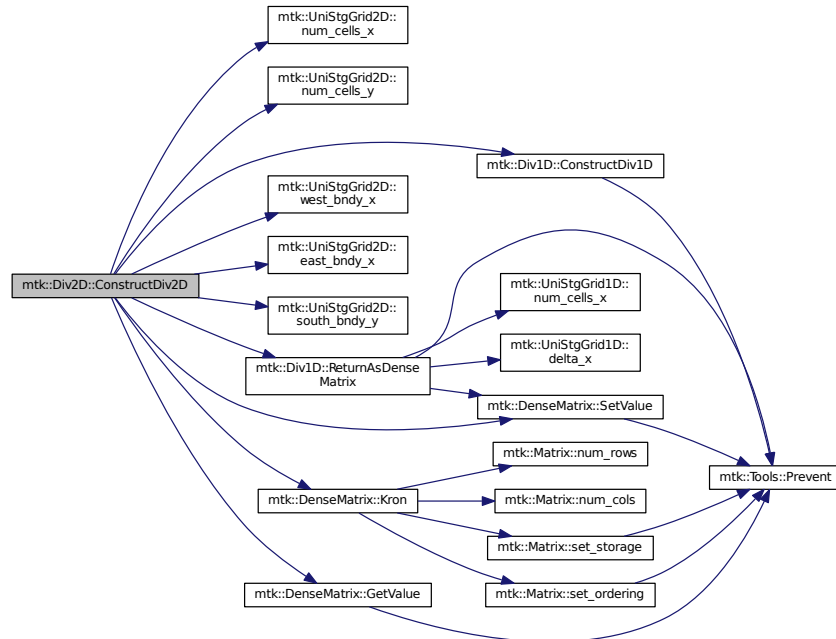 mtk::UniStgGrid2D::
num_cells_x
mtk::UniStgGrid2D::
num_cells_y
mtk::Div1D::ConstructDiv1D
mtk::UniStgGrid2D::
west_bndy_x
mtk::UniStgGrid2D::
east_bndy_x
mtk::Div2D::ConstructDiv2D
mtk::UniStgGrid1D::
num_cells_x
mtk::UniStgGrid2D::
south_bndy_y
mtk::UniStgGrid1D::
delta_x
mtk::Div1D::ReturnAsDense
Matrix
mtk::DenseMatrix::SetValue
mtk::Matrix::num_rows
mtk::Tools::Prevent
mtk::DenseMatrix::Kron
mtk::Matrix::num_cols
mtk::Matrix::set_storage
mtk::DenseMatrix::GetValue
mtk::Matrix::set_ordering